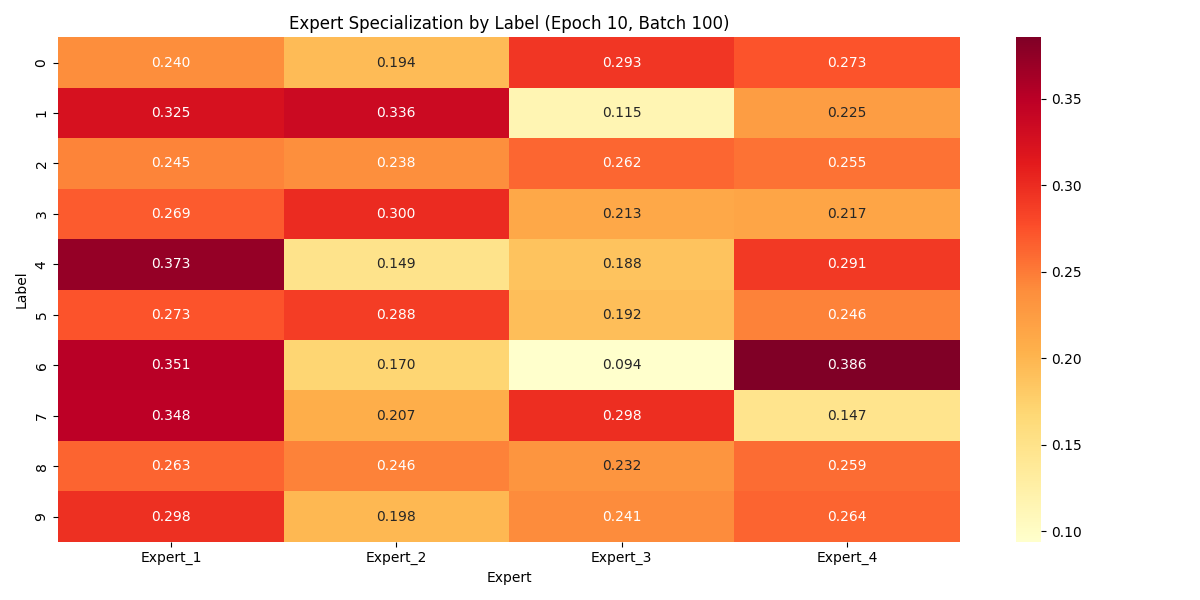 Expert Specialization by Label (Epoch 10, Batch 100)
0 0.240 0.194 0.293 0.273
1 0.325 0.336 0.115 0.225
2 0.245 0.238 0.262 0.255
3 0.269 0.300 0.213 0.217
4 0.373 0.149 0.188 0.291
5 0.273 0.288 0.192 0.246
6 0.351 0.170 0.094 0.386
7 0.348 0.207 0.298 0.147
8 0.263 0.246 0.232 0.259
9 0.298 0.198 0.241 0.264
Label
Expert_1 Expert_2 Expert_3 Expert_4
Expert
0.35
0.30
0.25
0.20
0.15
0.10